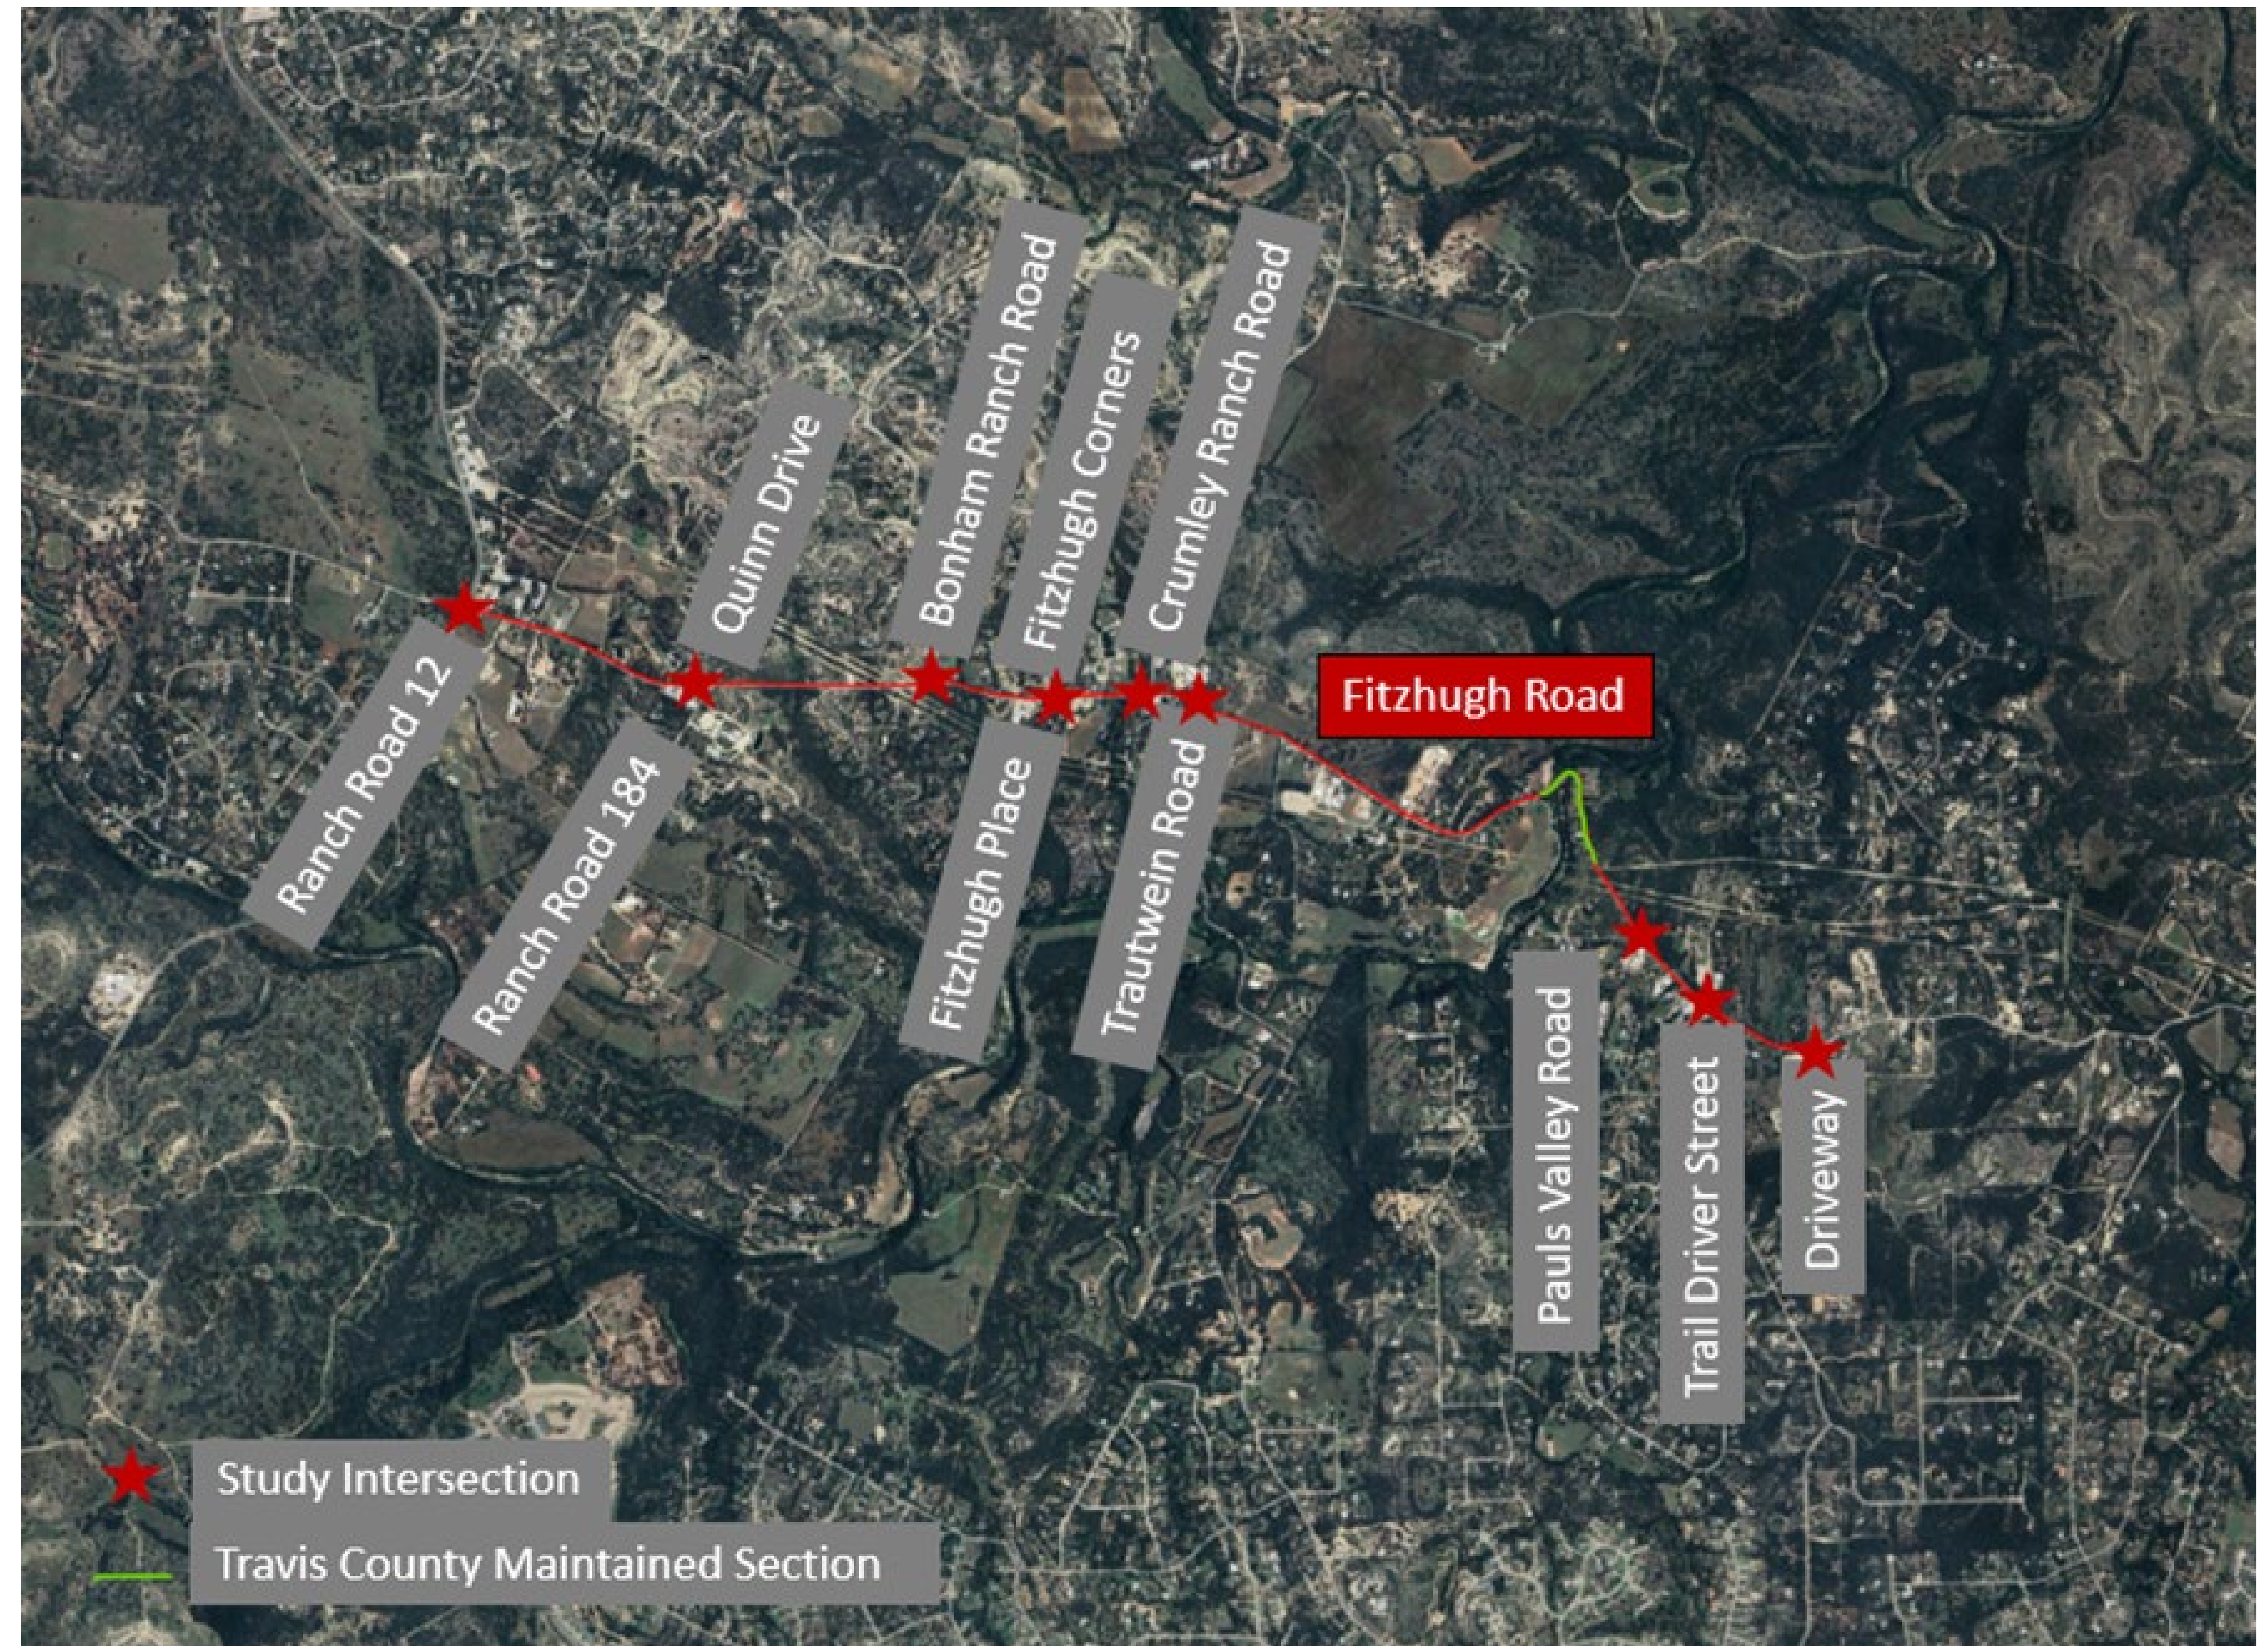 Bonham Ranch Road
Fitzhugh Corners
Crumley Ranch Road
Quinn Drive
Fitzhugh Road
Ranch Road 12
Ranch Road 184
Fitzhugh Place
Trautwein Road
Pauls Valley Road
Trail Driver Street
Driveway
Study Intersection
Travis County Maintained Section